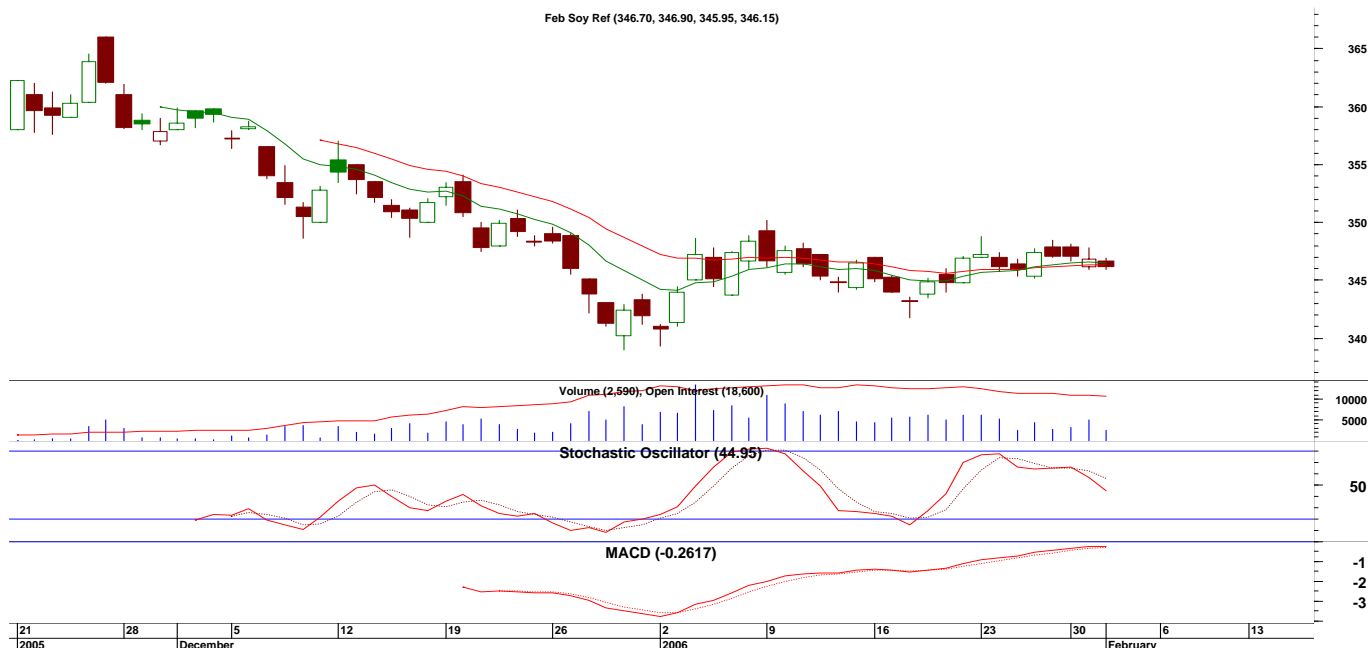 Feb Soy Ref (346.70, 346.90, 345.95, 346.15)
365
360
355
350
345
340
Volume (2,590), Open Interest (18,600)
10000
5000
Stochastic Oscillator (44.95)
50
MACD (-0.2617)
-1
-2
-3
21 28 5 12 19 26 2 9 16 23 30 6 13
2005 December 2006 February